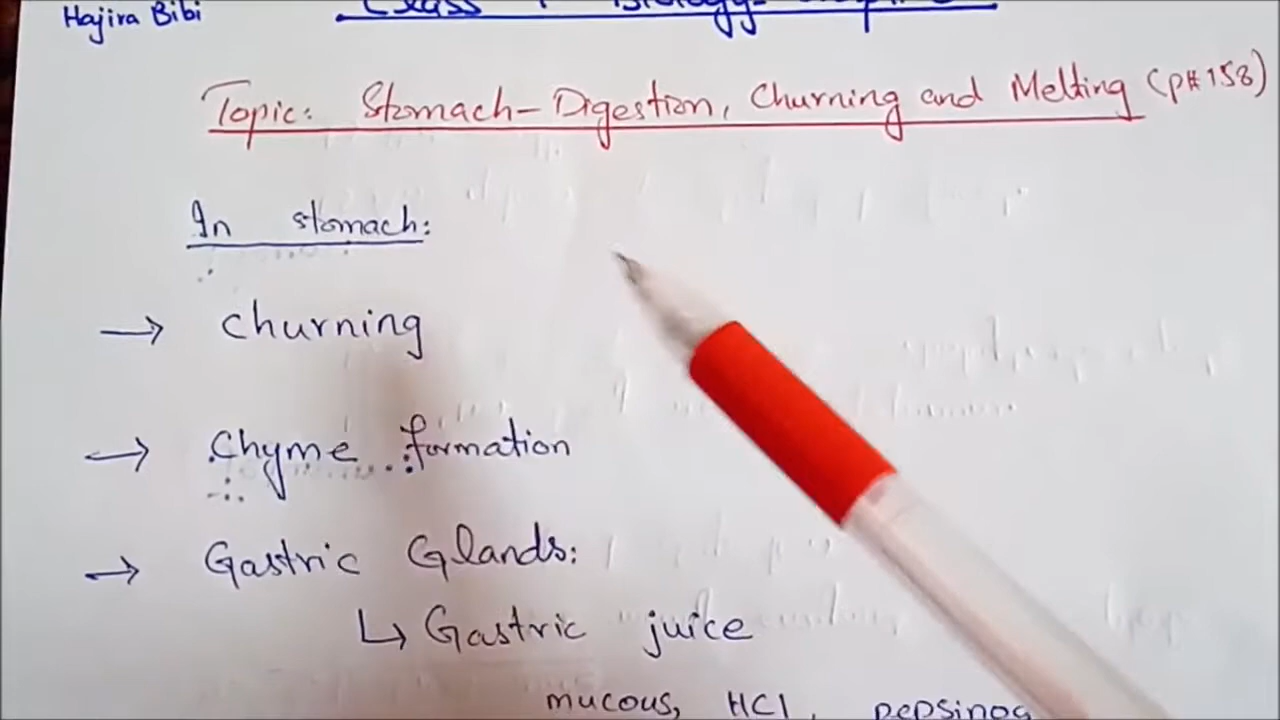 Hajira Bibi
Topic: Stomach-Digestion, Churning and Melting (P# 158)
In stomach:
→ Churning
→ Chyme formation
→ Gastric Glands:
↳ Gastric juice
mucous, HCl, pepsinog